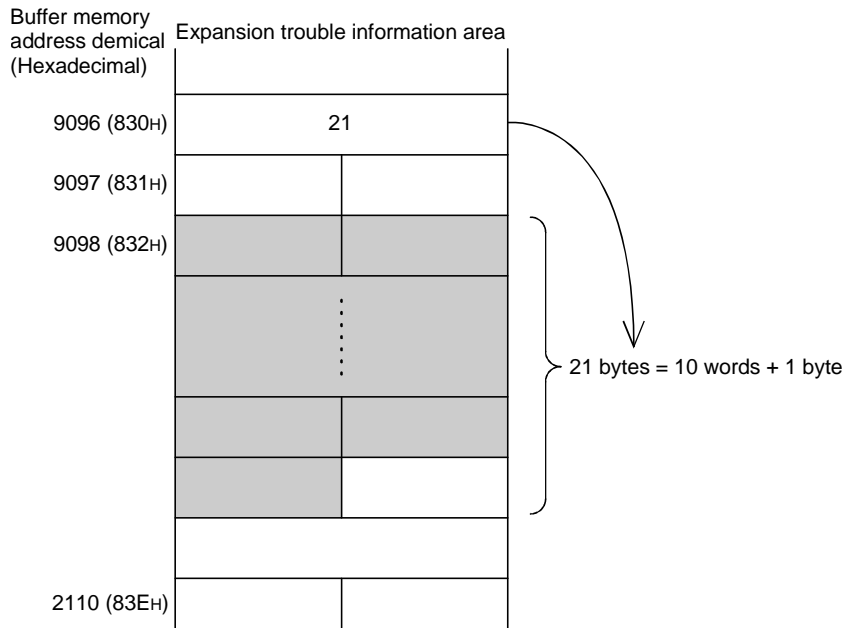 Buffer memory
address demical
(Hexadecimal)
Expansion trouble information area
9096 (830H)
21
9097 (831H)
9098 (832H)
21 bytes = 10 words + 1 byte
2110 (83EH)